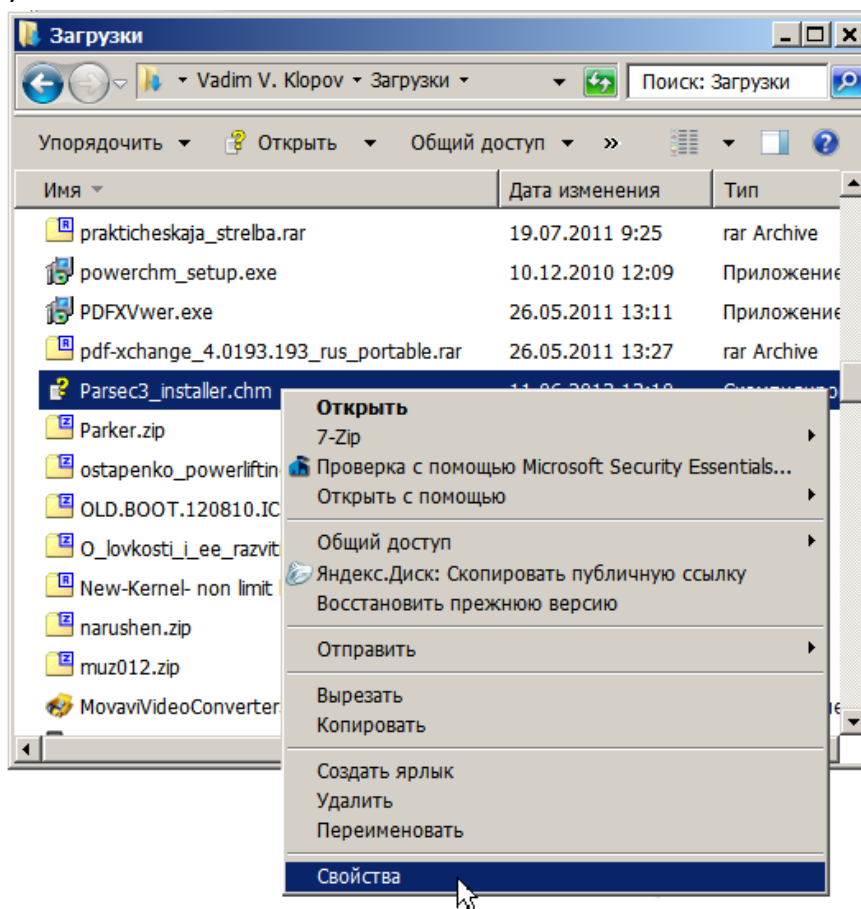 Загрузки
Vadim V. Klopov Загрузки Поиск: Загрузки
Упорядочить Открыть Общий доступ »
Имя Дата изменения Тип
prakticheskaja_strelba.rar 19.07.2011 9:25 rar Archive
powerchm_setup.exe 10.12.2010 12:09 Приложение
PDFXVwer.exe 26.05.2011 13:11 Приложение
pdf-xchange_4.0193.193_rus_portable.rar 26.05.2011 13:27 rar Archive
Parsec3_installer.chm
Parker.zip
ostapenko_powerliftin
OLD.BOOT.120810.IC
O_lovkosti_i_ee_razvit
New-Kernel- non limit
narushen.zip
muz012.zip
MovaviVideoConverter
Открыть
7-Zip
Проверка с помощью Microsoft Security Essentials...
Открыть с помощью
Общий доступ
Яндекс.Диск: Скопировать публичную ссылку
Восстановить прежнюю версию
Отправить
Вырезать
Копировать
Создать ярлык
Удалить
Переименовать
Свойства